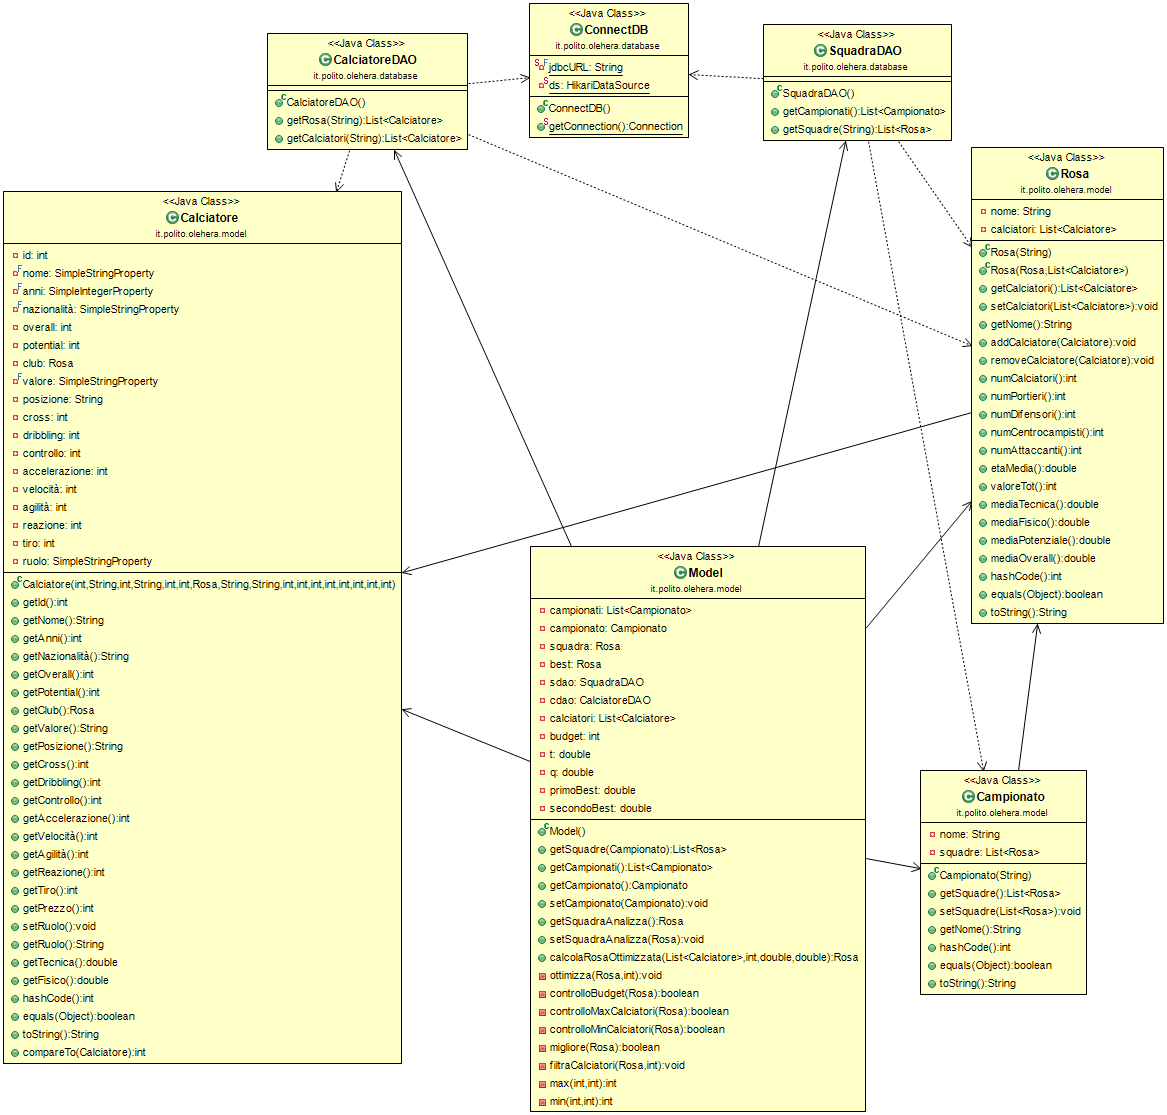 <<Java Class>>
ConnectDB
it.polito.olehera.database
jdbcURL: String
ds: HikariDataSource
ConnectDB()
getConnection():Connection
<<Java Class>>
CalciatoreDAO
it.polito.olehera.database
CalciatoreDAO()
getRosa(String):List<Calciatore>
getCalciatori(String):List<Calciatore>
<<Java Class>>
SquadraDAO
it.polito.olehera.database
SquadraDAO()
getCampionati():List<Campionato>
getSquadre(String):List<Rosa>
<<Java Class>>
Rosa
it.polito.olehera.model
nome: String
calciatori: List<Calciatore>
Rosa(String)
Rosa(Rosa,List<Calciatore>)
getCalciatori():List<Calciatore>
setCalciatori(List<Calciatore>):void
getNome():String
addCalciatore(Calciatore):void
removeCalciatore(Calciatore):void
numCalciatori():int
numPortieri():int
numDifensori():int
numCentrocampisti():int
numAttaccanti():int
etaMedia():double
valoreTot():int
mediaTecnica():double
mediaFisico():double
mediaPotenziale():double
mediaOverall():double
hashCode():int
equals(Object):boolean
toString():String
<<Java Class>>
Calciatore
it.polito.olehera.model
id: int
nome: SimpleStringProperty
anni: SimpleIntegerProperty
nazionalità: SimpleStringProperty
overall: int
potential: int
club: Rosa
valore: SimpleStringProperty
posizione: String
cross: int
dribbling: int
controllo: int
accelerazione: int
velocità: int
agilità: int
reazione: int
tiro: int
ruolo: SimpleStringProperty
Calciatore(int,String,int,String,int,int,Rosa,String,String,int,int,int,int,int,int,int,int)
getId():int
getNome():String
getAnni():int
getNazionalità():String
getOverall():int
getPotential():int
getClub():Rosa
getValore():String
getPosizione():String
getCross():int
getDribbling():int
getControllo():int
getAccelerazione():int
getVelocità():int
getAgilità():int
getReazione():int
getTiro():int
getPrezzo():int
setRuolo():void
getRuolo():String
getTecnica():double
getFisico():double
hashCode():int
equals(Object):boolean
toString():String
compareTo(Calciatore):int
<<Java Class>>
Model
it.polito.olehera.model
campionati: List<Campionato>
campionato: Campionato
squadra: Rosa
best: Rosa
sdao: SquadraDAO
cdao: CalciatoreDAO
calciatori: List<Calciatore>
budget: int
t: double
q: double
primoBest: double
secondoBest: double
Model()
getSquadre(Campionato):List<Rosa>
getCampionati():List<Campionato>
getCampionato():Campionato
setCampionato(Campionato):void
getSquadraAnalizza():Rosa
setSquadraAnalizza(Rosa):void
calcolaRosaOttimizzata(List<Calciatore>,int,double,double):Rosa
ottimizza(Rosa,int):void
controlloBudget(Rosa):boolean
controlloMaxCalciatori(Rosa):boolean
controlloMinCalciatori(Rosa):boolean
migliore(Rosa):boolean
filtraCalciatori(Rosa,int):void
max(int,int):int
min(int,int):int
<<Java Class>>
Campionato
it.polito.olehera.model
nome: String
squadre: List<Rosa>
Campionato(String)
getSquadre():List<Rosa>
setSquadre(List<Rosa>):void
getNome():String
hashCode():int
equals(Object):boolean
toString():String